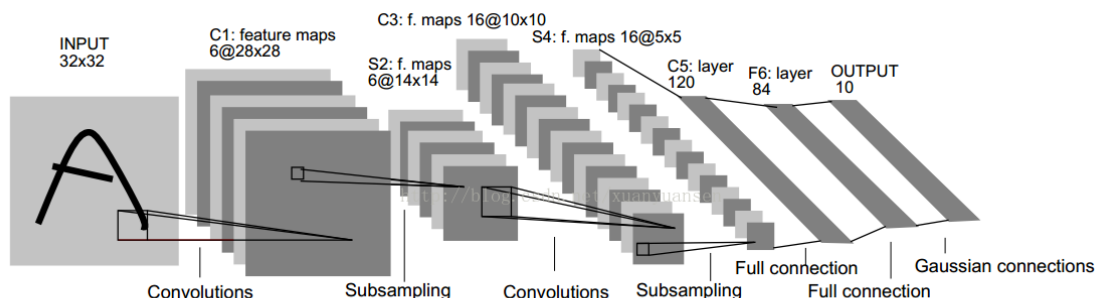 INPUT
32x32
C1: feature maps
6@28x28
S2: f. maps
6@14x14
C3: f. maps 16@10x10
S4: f. maps 16@5x5
C5: layer
120
F6: layer
84
OUTPUT
10
Convolutions
Subsampling
Convolutions
Subsampling
Full connection
Full connection
Gaussian connections